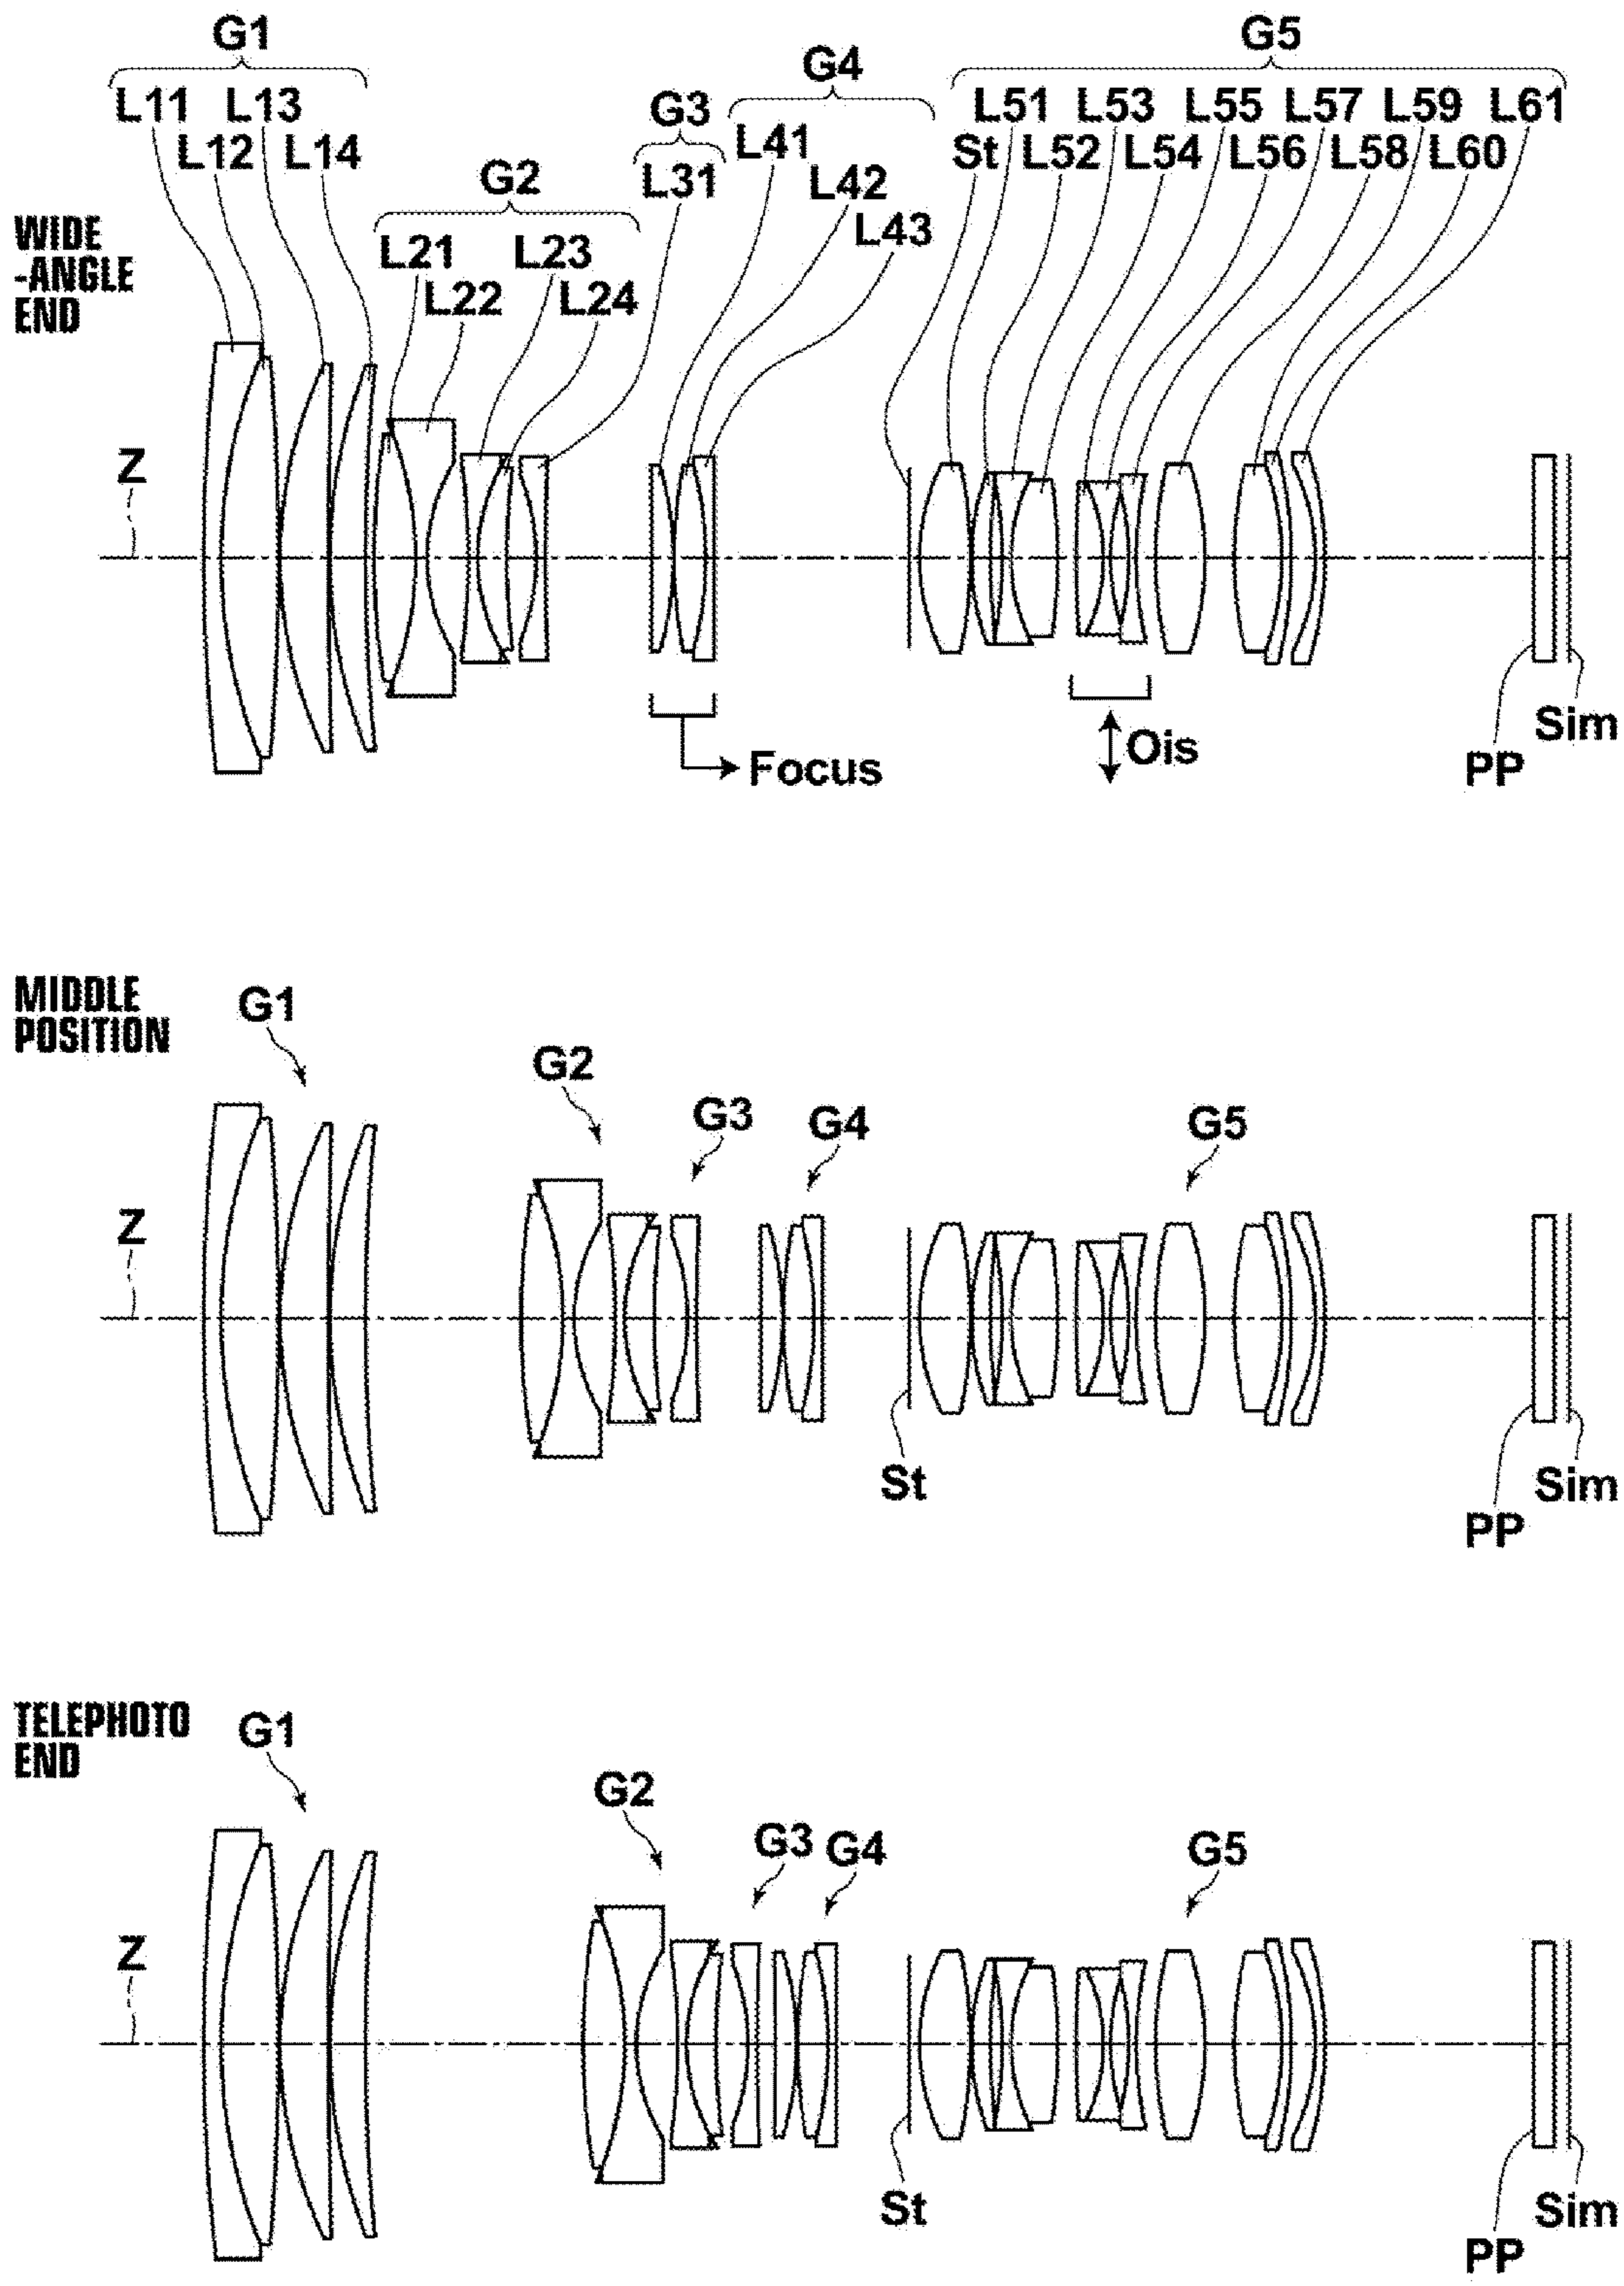 G1
G5
G4
L11
L13
G3
L51
L53
L55
L57
L59
L61
L12
L14
L41
St
L52
L54
L56
L58
L60
G2
L31
L42
WIDE
-ANGLE
END
L21
L23
L43
L22
L24
Z
Ois
Focus
Sim
PP
MIDDLE
POSITION
G1
G2
G3
G4
G5
Z
St
Sim
PP
TELEPHOTO
END
G1
G2
G3
G4
G5
Z
St
Sim
PP